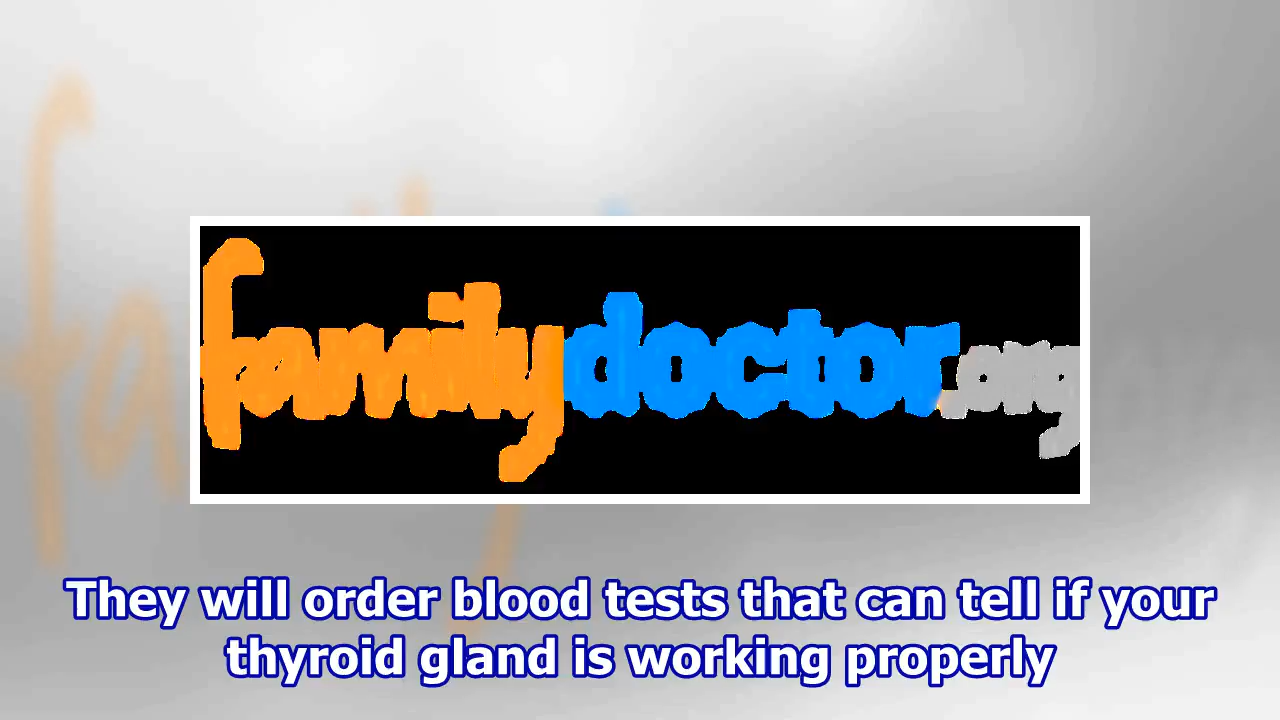 familydoctor.org
They will order blood tests that can tell if your
thyroid gland is working properly